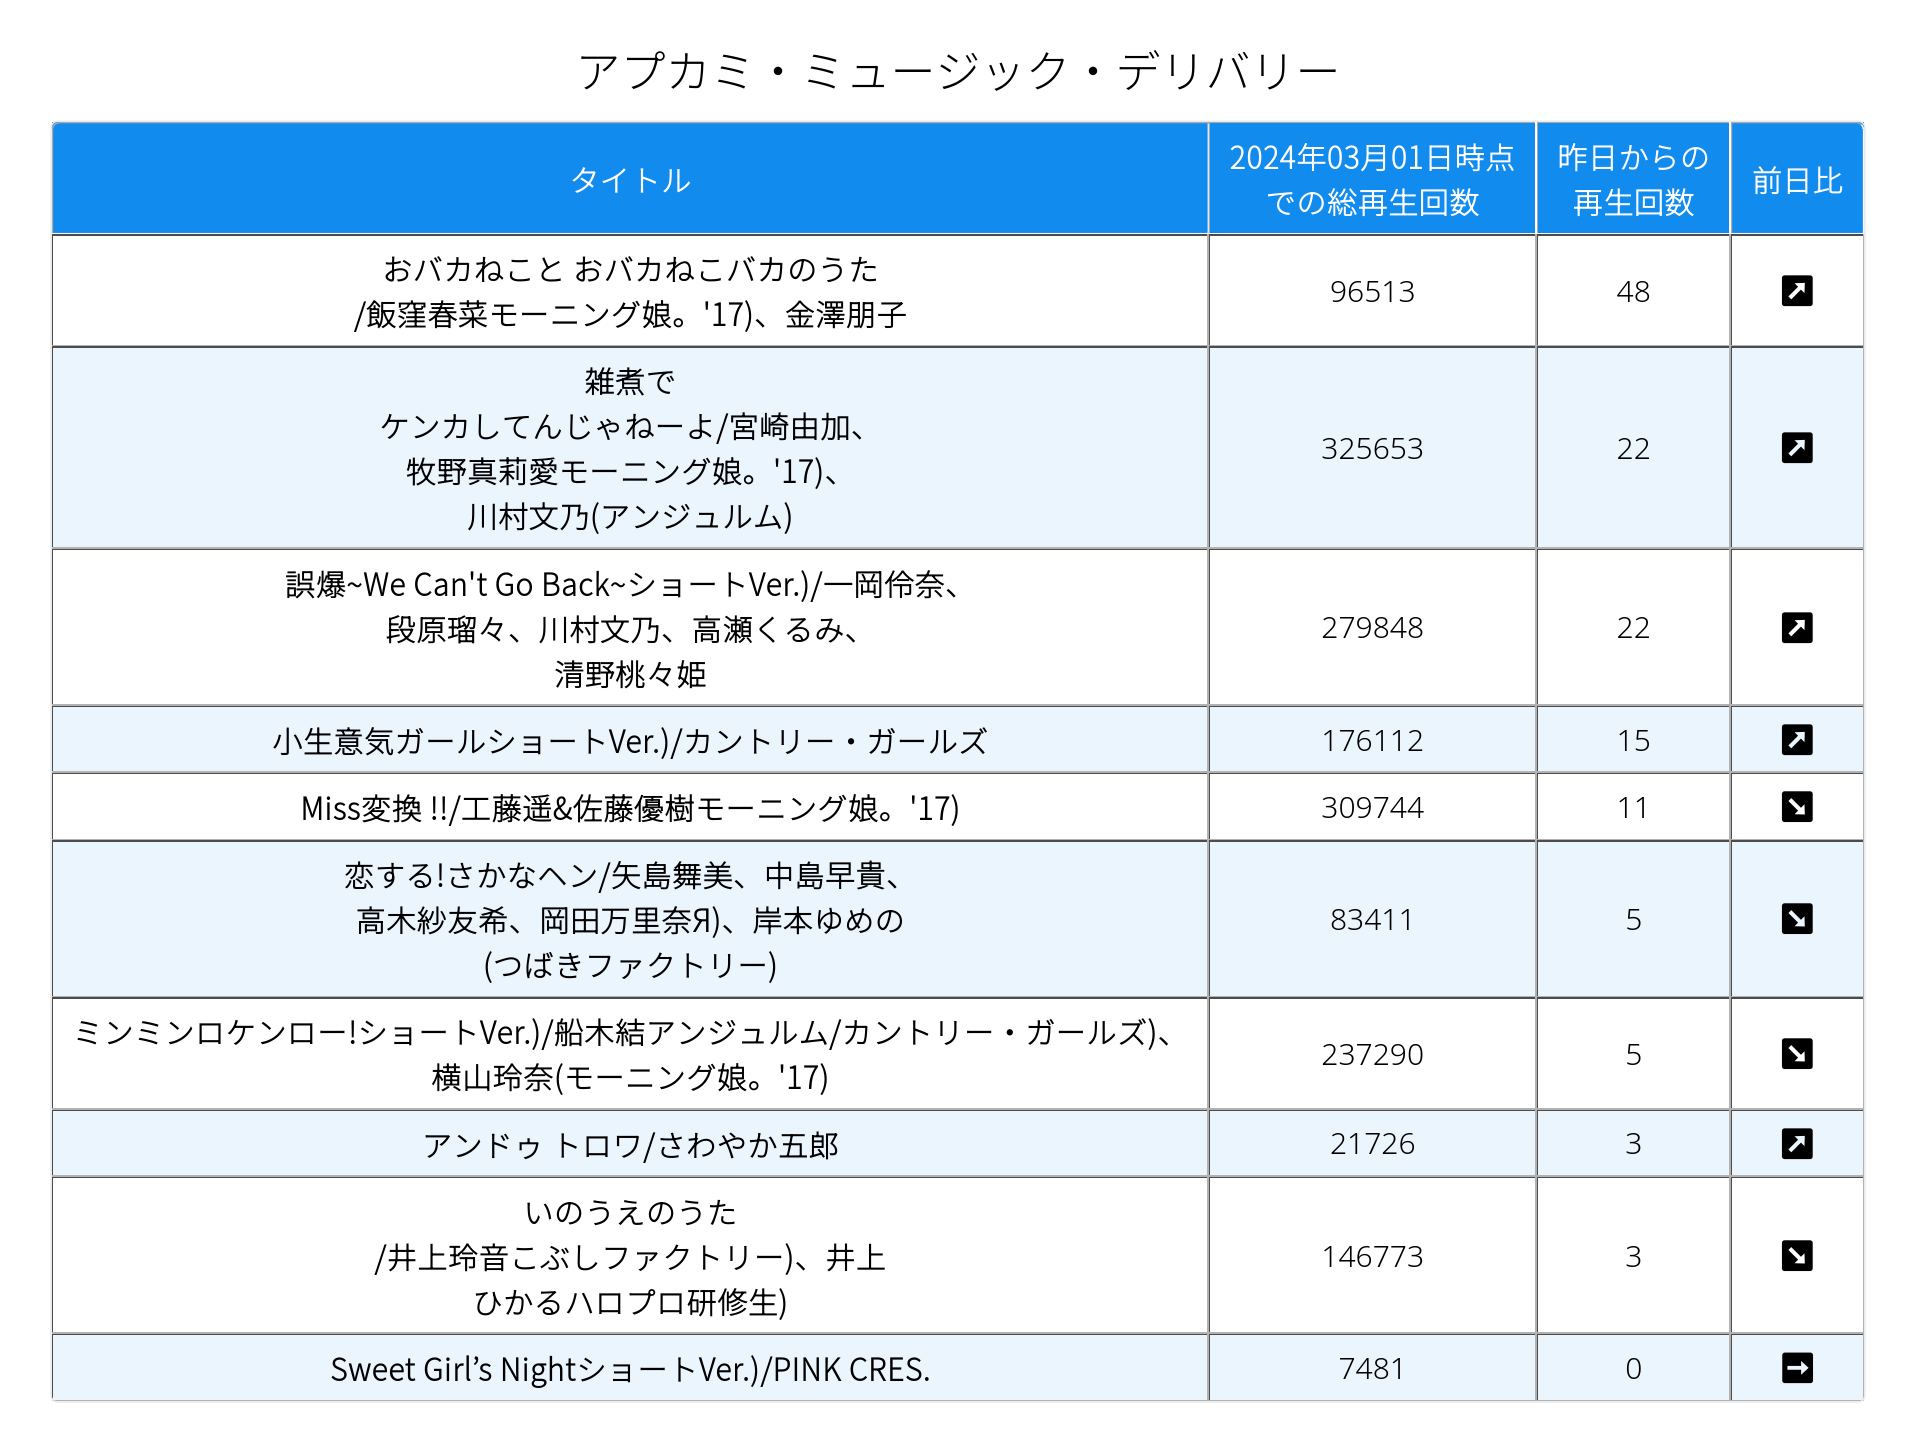 アプカミ・ミュージック・デリバリー
タイトル
2024年03月01日時点
での総再生回数
昨日からの
再生回数
前日比
おバカねこと おバカねこバカのうた
/飯窪春菜モーニング娘。'17)、金澤朋子
96513
48
雑煮で
ケンカしてんじゃねーよ/宮崎由加、
牧野真莉愛モーニング娘。'17)、
川村文乃(アンジュルム)
325653
22
誤爆~We Can't Go Back~ショートVer.)/一岡伶奈、
段原瑠々、川村文乃、高瀬くるみ、
清野桃々姫
279848
22
小生意気ガールショートVer.)/カントリー・ガールズ
176112
15
Miss変換 !!/工藤遥&佐藤優樹モーニング娘。'17)
309744
11
恋する!さかなヘン/矢島舞美、中島早貴、
高木紗友希、岡田万里奈Я)、岸本ゆめの
(つばきファクトリー)
83411
5
ミンミンロケンロー!ショートVer.)/船木結アンジュルム/カントリー・ガールズ)、
横山玲奈(モーニング娘。'17)
237290
5
アンドゥ トロワ/さわやか五郎
21726
3
いのうえのうた
/井上玲音こぶしファクトリー)、井上
ひかるハロプロ研修生)
146773
3
Sweet Girl’s NightショートVer.)/PINK CRES.
7481
0